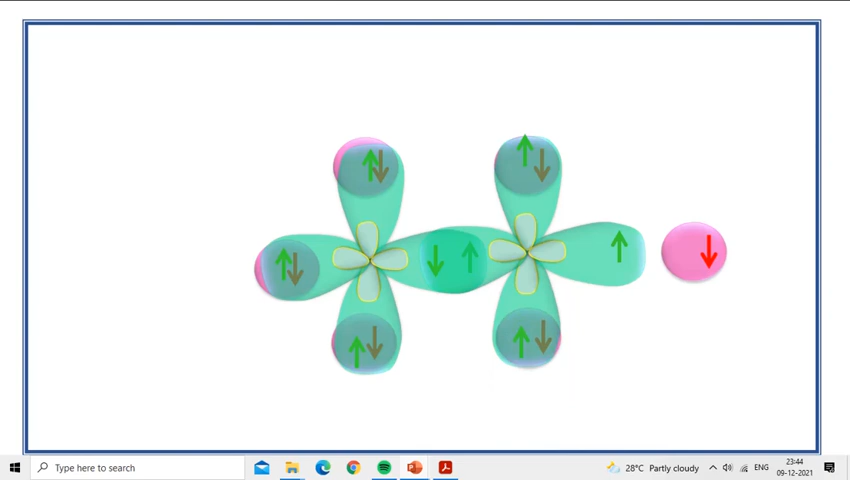 Type here to search
28°C Partly cloudy
ENG
23:44
09-12-2021